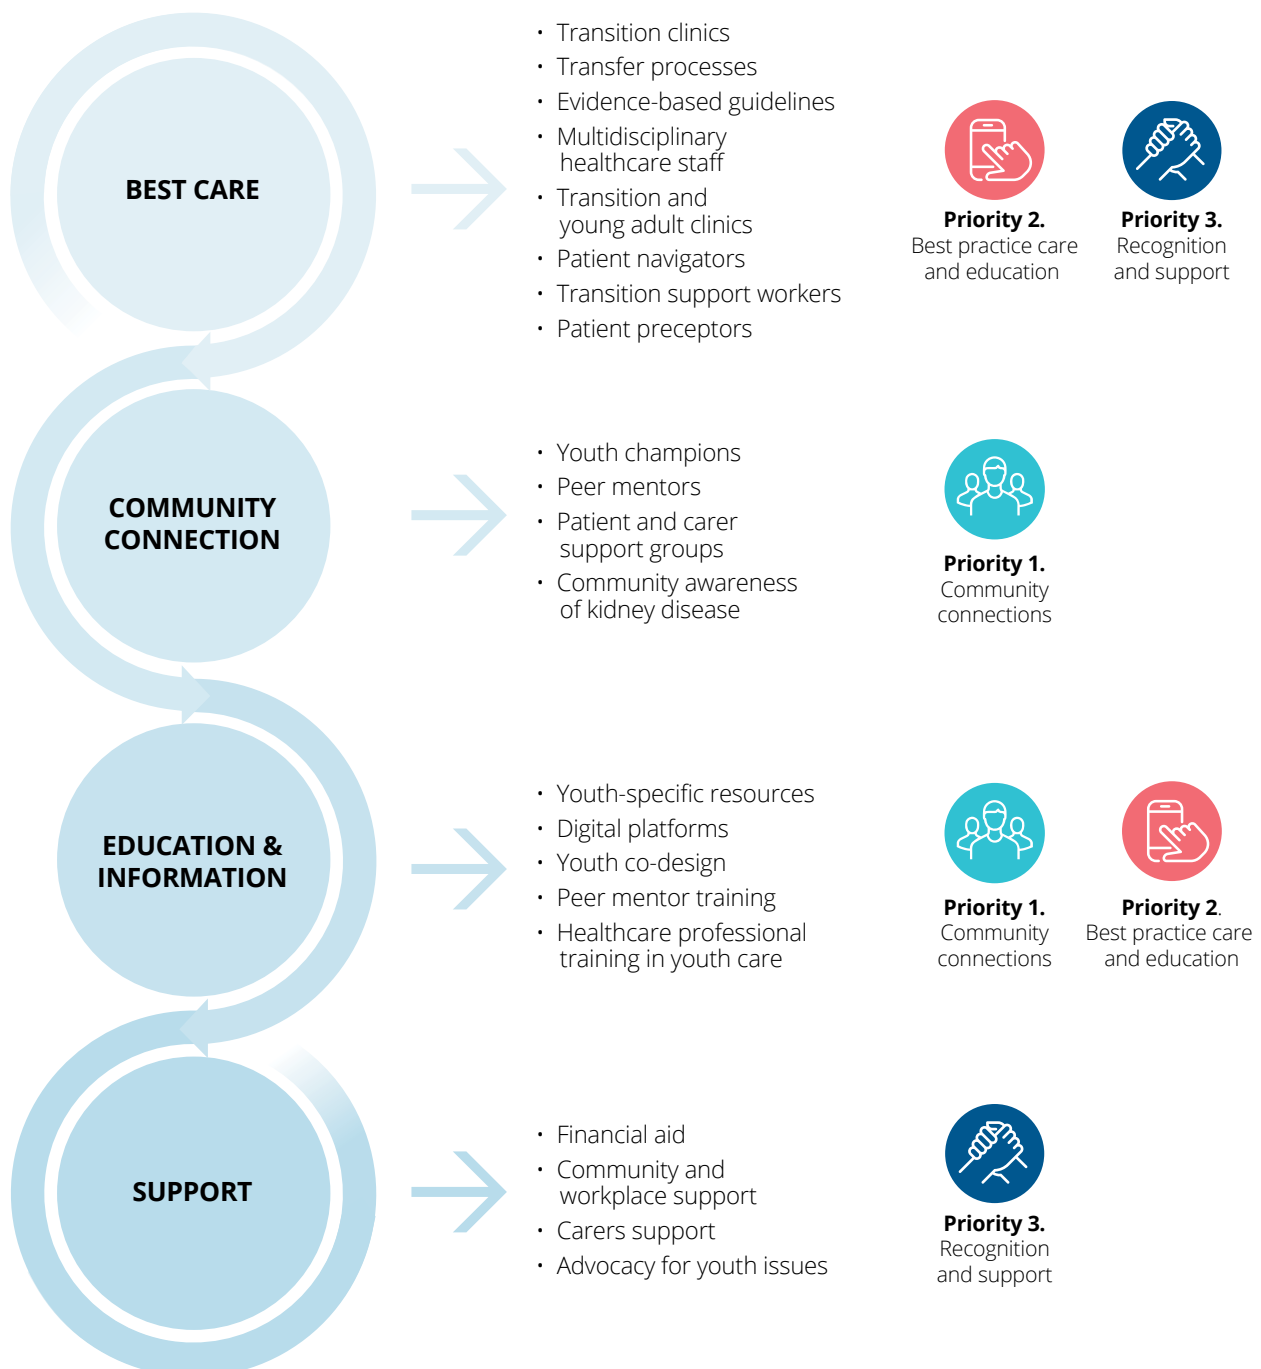 BEST CARE
• Transition clinics
• Transfer processes
• Evidence-based guidelines
• Multidisciplinary
healthcare staff
• Transition and
young adult clinics
• Patient navigators
• Transition support workers
• Patient preceptors
Priority 2.
Best practice care
and education
Priority 3.
Recognition
and support
COMMUNITY
CONNECTION
• Youth champions
• Peer mentors
• Patient and carer
support groups
• Community awareness
of kidney disease
Priority 1.
Community
connections
EDUCATION &
INFORMATION
• Youth-specific resources
• Digital platforms
• Youth co-design
• Peer mentor training
• Healthcare professional
training in youth care
Priority 1.
Community
connections
Priority 2.
Best practice care
and education
SUPPORT
• Financial aid
• Community and
workplace support
• Carers support
• Advocacy for youth issues
Priority 3.
Recognition
and support